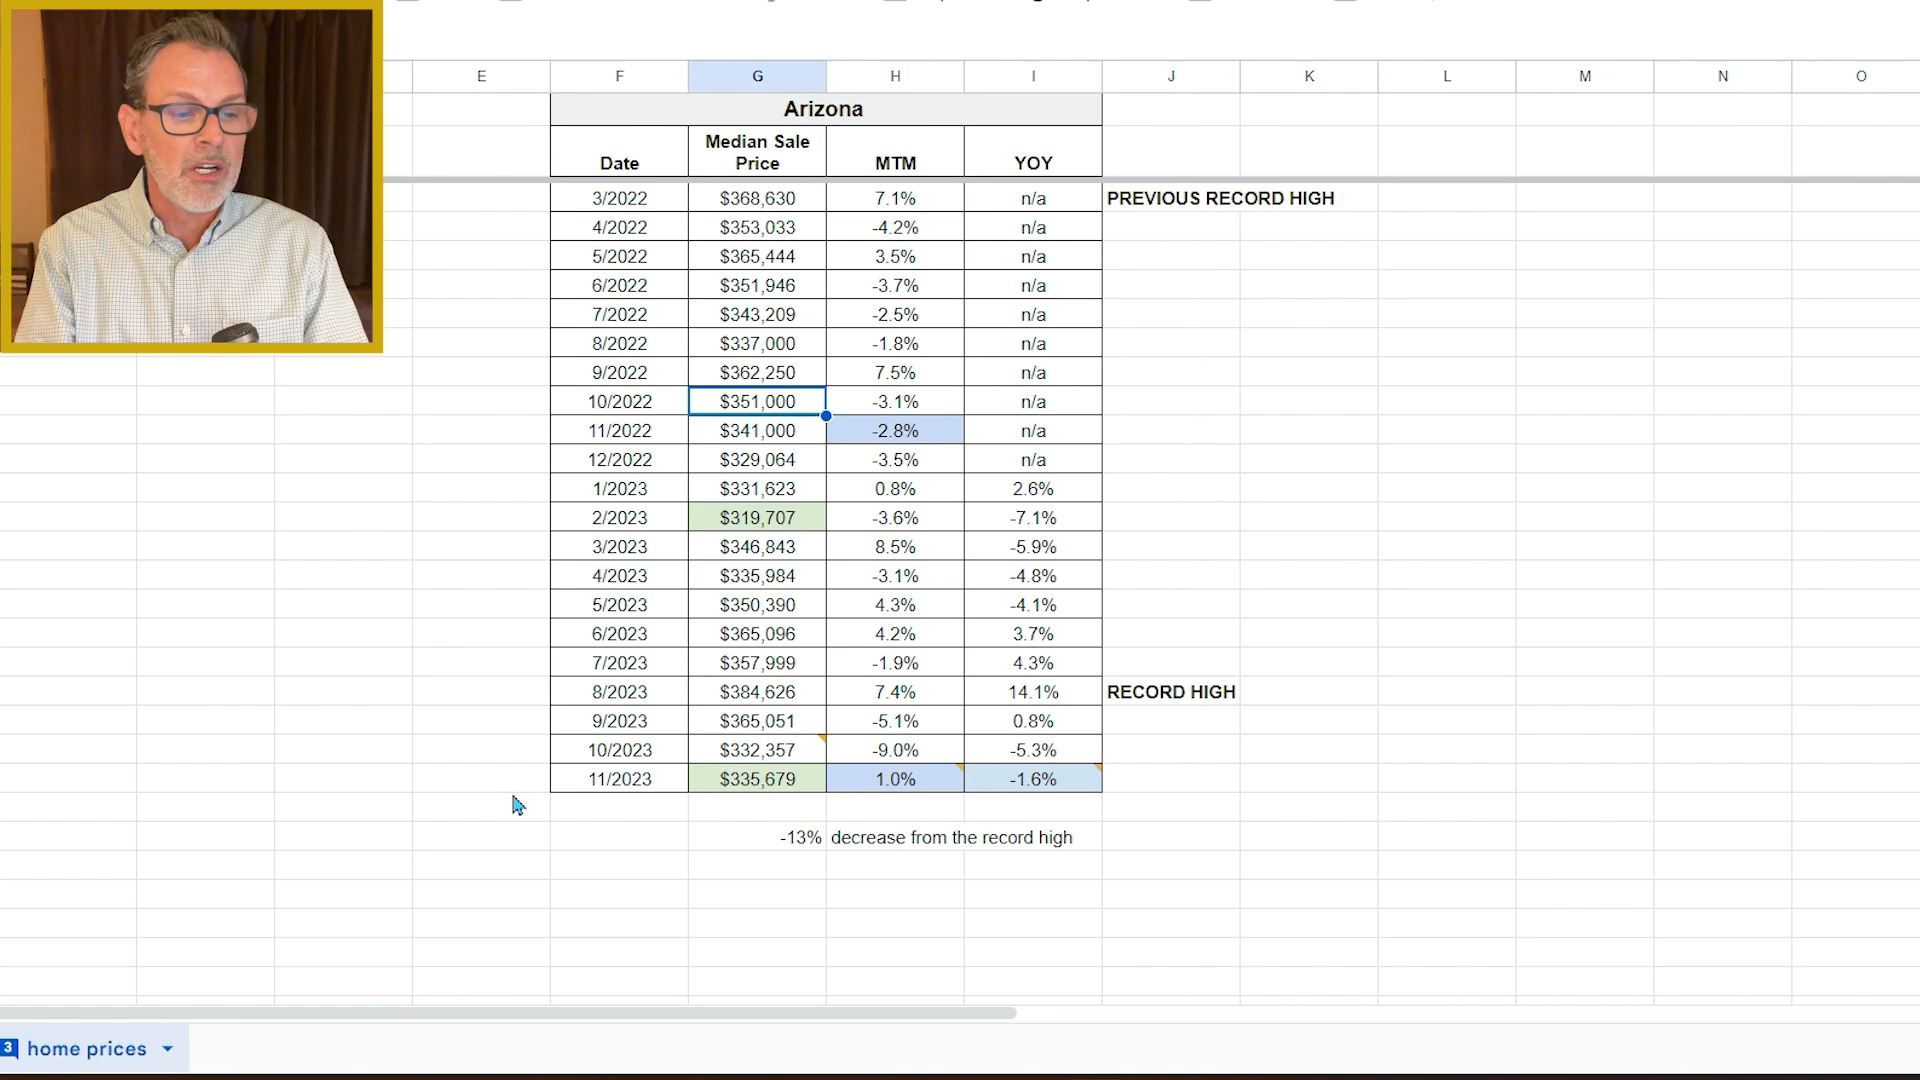 E F G H I J K L M N O
Arizona
Date Median Sale Price MTM YOY
3/2022 $368,630 7.1% n/a PREVIOUS RECORD HIGH
4/2022 $353,033 -4.2% n/a
5/2022 $365,444 3.5% n/a
6/2022 $351,946 -3.7% n/a
7/2022 $343,209 -2.5% n/a
8/2022 $337,000 -1.8% n/a
9/2022 $362,250 7.5% n/a
10/2022 $351,000 -3.1% n/a
11/2022 $341,000 -2.8% n/a
12/2022 $329,064 -3.5% n/a
1/2023 $331,623 0.8% 2.6%
2/2023 $319,707 -3.6% -7.1%
3/2023 $346,843 8.5% -5.9%
4/2023 $335,984 -3.1% -4.8%
5/2023 $350,390 4.3% -4.1%
6/2023 $365,096 4.2% 3.7%
7/2023 $357,999 -1.9% 4.3%
8/2023 $384,626 7.4% 14.1% RECORD HIGH
9/2023 $365,051 -5.1% 0.8%
10/2023 $332,357 -9.0% -5.3%
11/2023 $335,679 1.0% -1.6%
-13% decrease from the record high
3 home prices